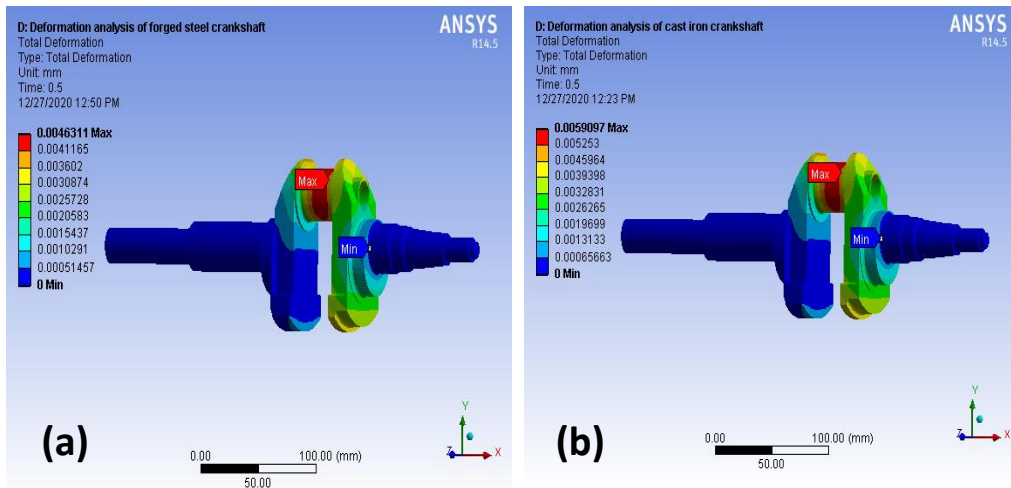 D: Deformation analysis of forged steel crankshaft
Total Deformation
Type: Total Deformation
Unit: mm
Time: 0.5
12/27/2020 12:50 PM
ANSYS
R14.5
0.0046311 Max
0.0041165
0.003602
0.0030874
0.0025728
0.0020583
0.0015437
0.0010291
0.00051457
0 Min
Max
Min
(a)
0.00
100.00 (mm)
50.00
Y
Z
X
D: Deformation analysis of cast iron crankshaft
Total Deformation
Type: Total Deformation
Unit: mm
Time: 0.5
12/27/2020 12:23 PM
ANSYS
R14.5
0.0059097 Max
0.005253
0.0045964
0.0039398
0.0032831
0.0026265
0.0019699
0.0013133
0.00065663
0 Min
Max
Min
(b)
0.00
100.00 (mm)
50.00
Y
Z
X